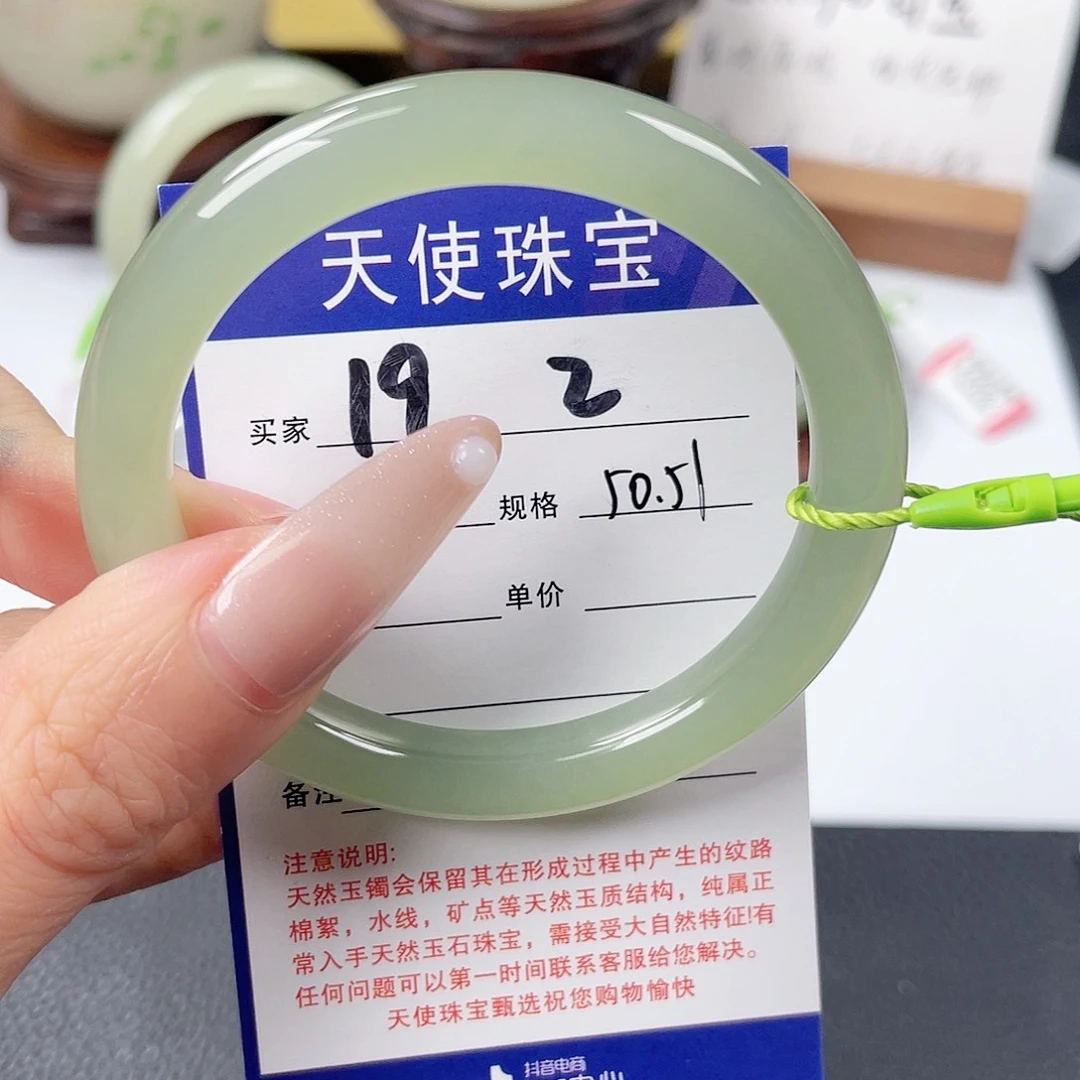 天使珠宝
买家 19 2
规格 50.51
单价
备注
注意说明:
天然玉镯会保留其在形成过程中产生的纹路
棉絮，水线，矿点等天然玉质结构，纯属正
常入手天然玉石珠宝，需接受大自然特征!有
任何问题可以第一时间联系客服给您解决。
天使珠宝甄选祝您购物愉快
抖音电商